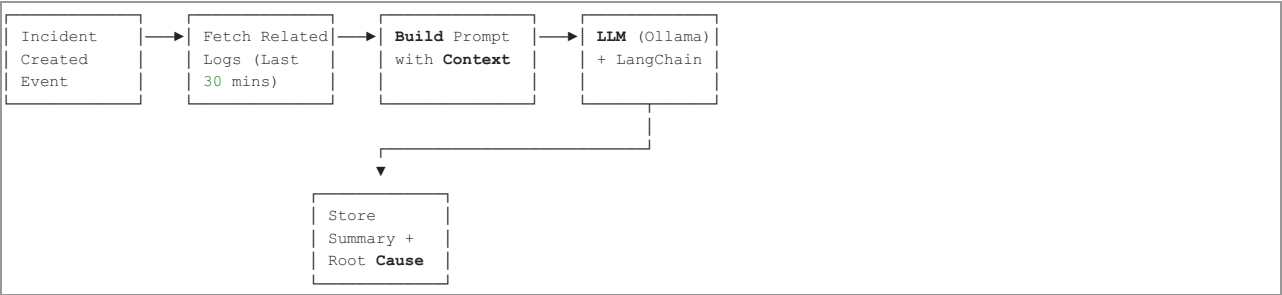 Incident
Created
Event
Fetch Related
Logs (Last
30 mins)
Build Prompt
with Context
LLM (Ollama)
+ LangChain
Store
Summary +
Root Cause